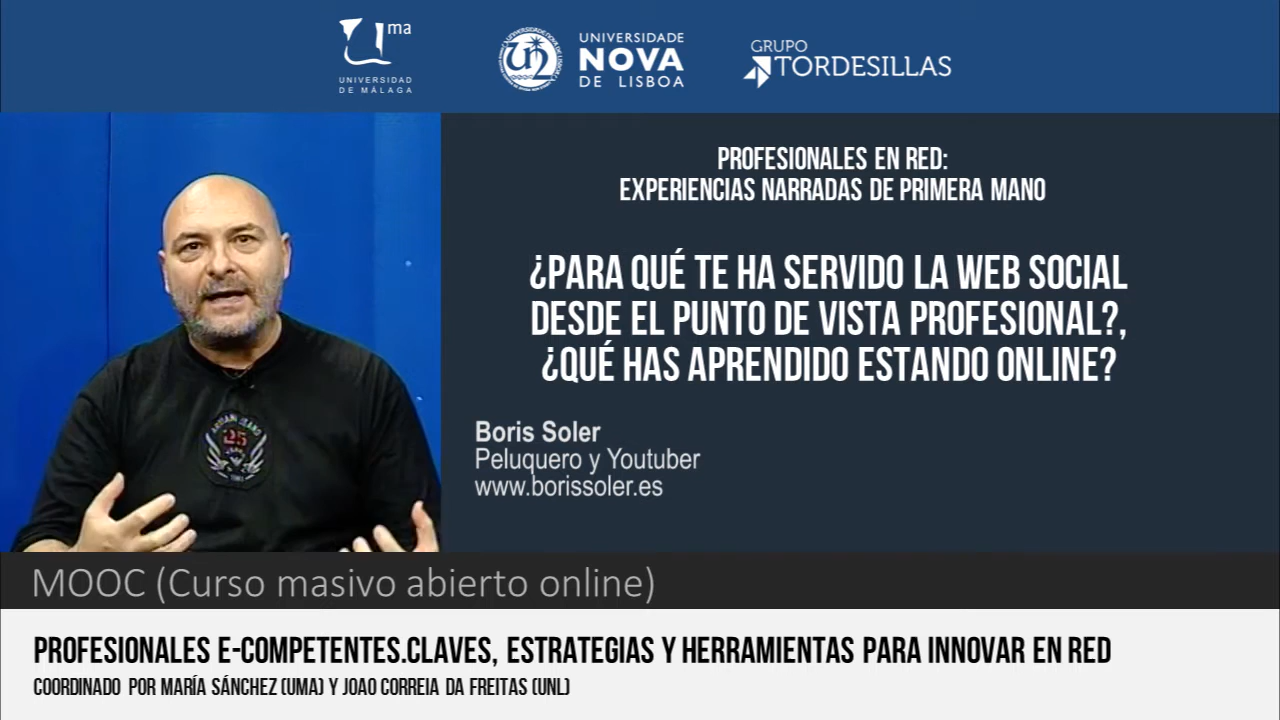 ma
UNIVERSIDAD
DE MÁLAGA
UNIVERSIDADE
NOVA
DE LISBOA
GRUPO
TORDESILLAS
PROFESIONALES EN RED:
EXPERIENCIAS NARRADAS DE PRIMERA MANO
¿PARA QUÉ TE HA SERVIDO LA WEB SOCIAL
DESDE EL PUNTO DE VISTA PROFESIONAL?,
¿QUÉ HAS APRENDIDO ESTANDO ONLINE?
Boris Soler
Peluquero y Youtuber
www.borissoler.es
25
MOOC (Curso masivo abierto online)
PROFESIONALES E-COMPETENTES.CLAVES, ESTRATEGIAS Y HERRAMIENTAS PARA INNOVAR EN RED
COORDINADO POR MARÍA SÁNCHEZ (UMA) Y JOAO CORREIA DA FREITAS (UNL)